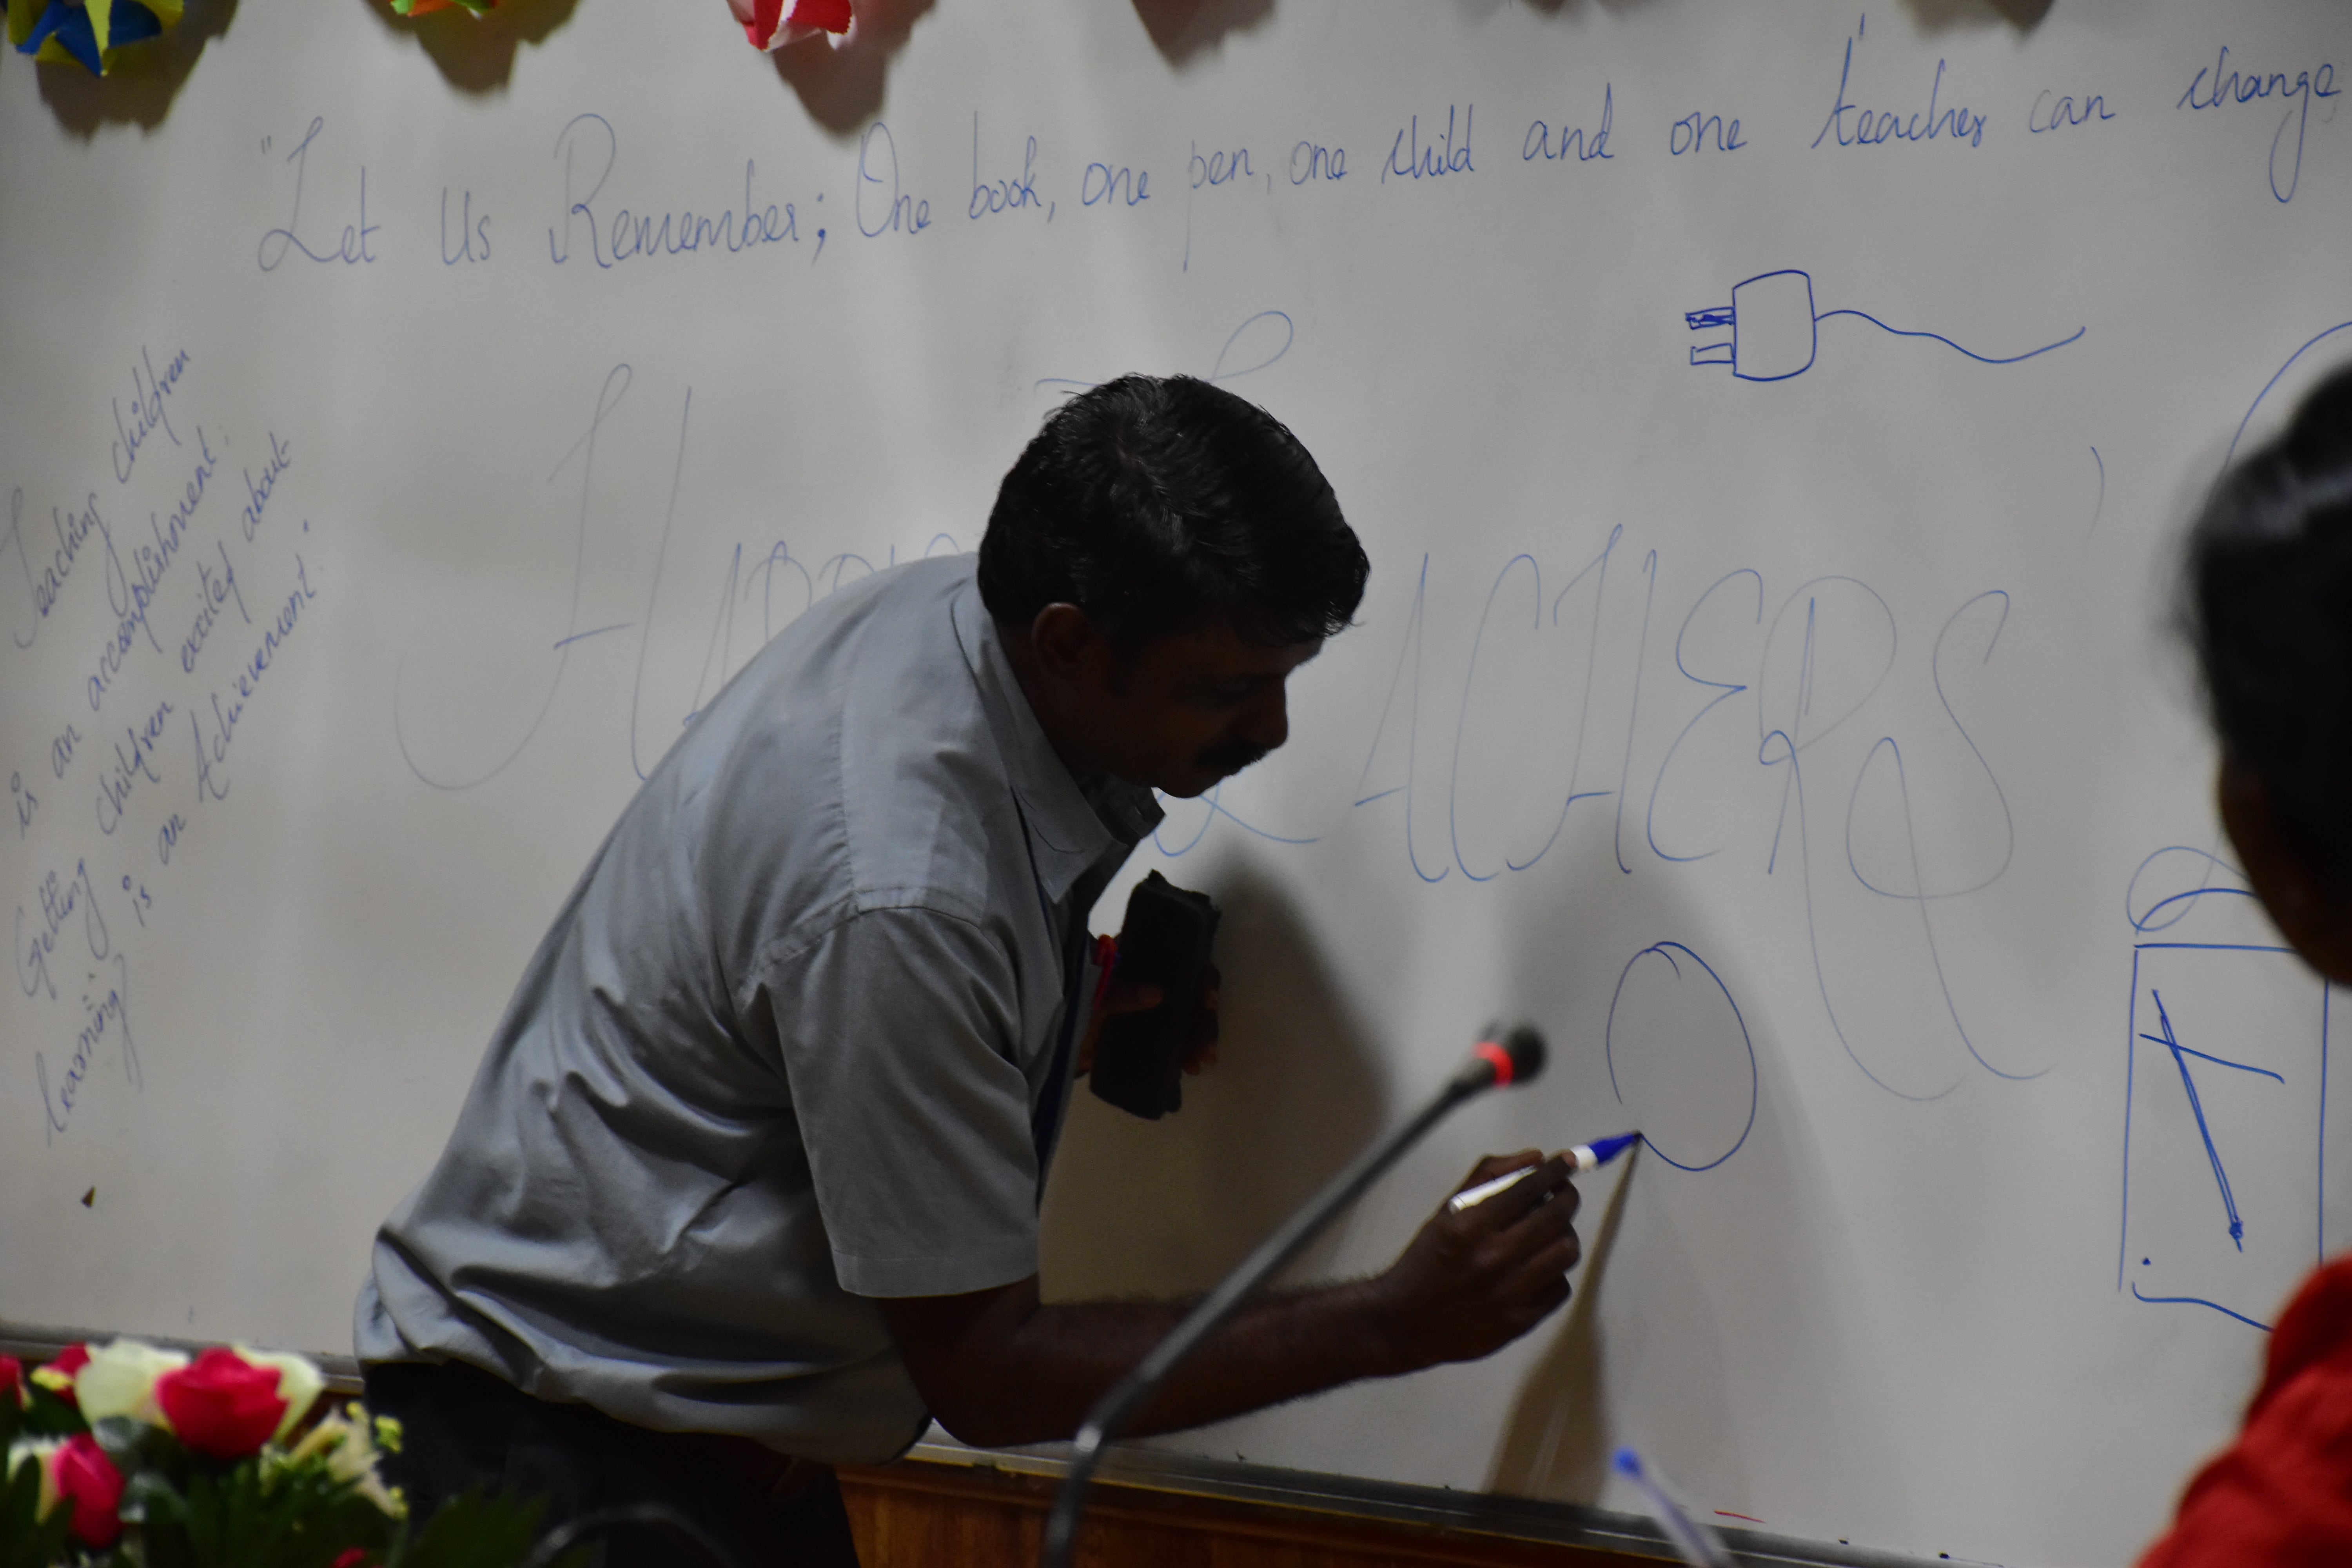 "Let Us Remember; One book, one pen, one child and one teacher can change
Teaching children
is an accomplishment.
Getting children excited about
learning is an Achievement.
ACHERS